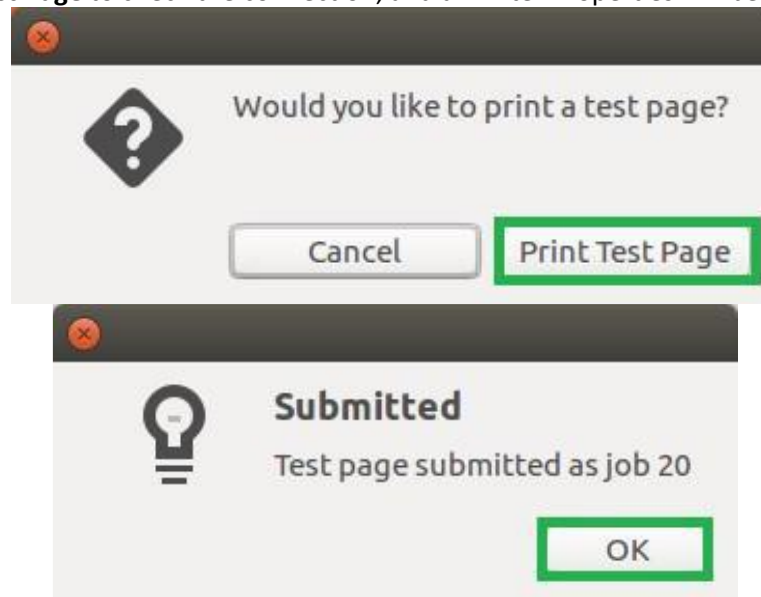 Would you like to print a test page?
Cancel Print Test Page
Submitted
Test page submitted as job 20
OK